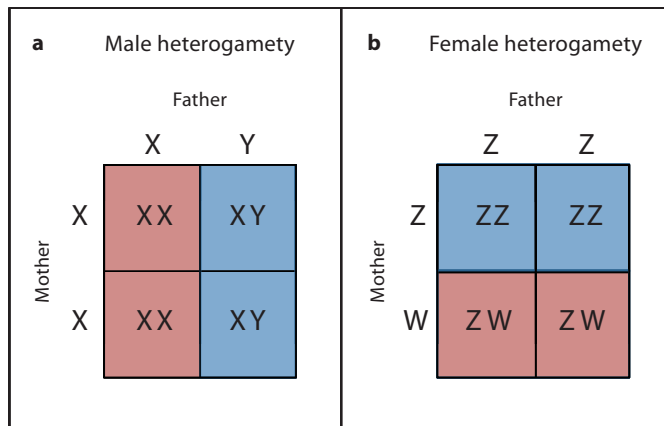 a Male heterogamety
Father
X Y
Mother
X XX XY
X XX XY
b Female heterogamety
Father
Z Z
Mother
Z ZZ ZZ
W ZW ZW